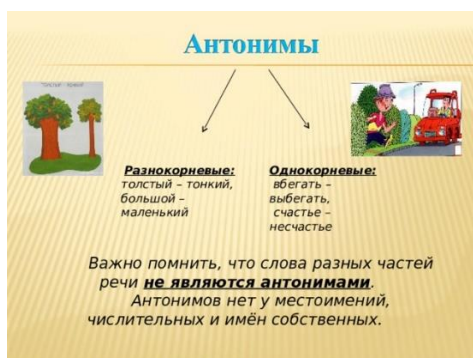 Антонимы
Разнокорневые:
толстый – тонкий,
большой –
маленький
Однокорневые:
вбегать –
выбегать,
счастье –
несчастье
Важно помнить, что слова разных частей
речи не являются антонимами.
Антонимов нет у местоимений,
числительных и имён собственных.